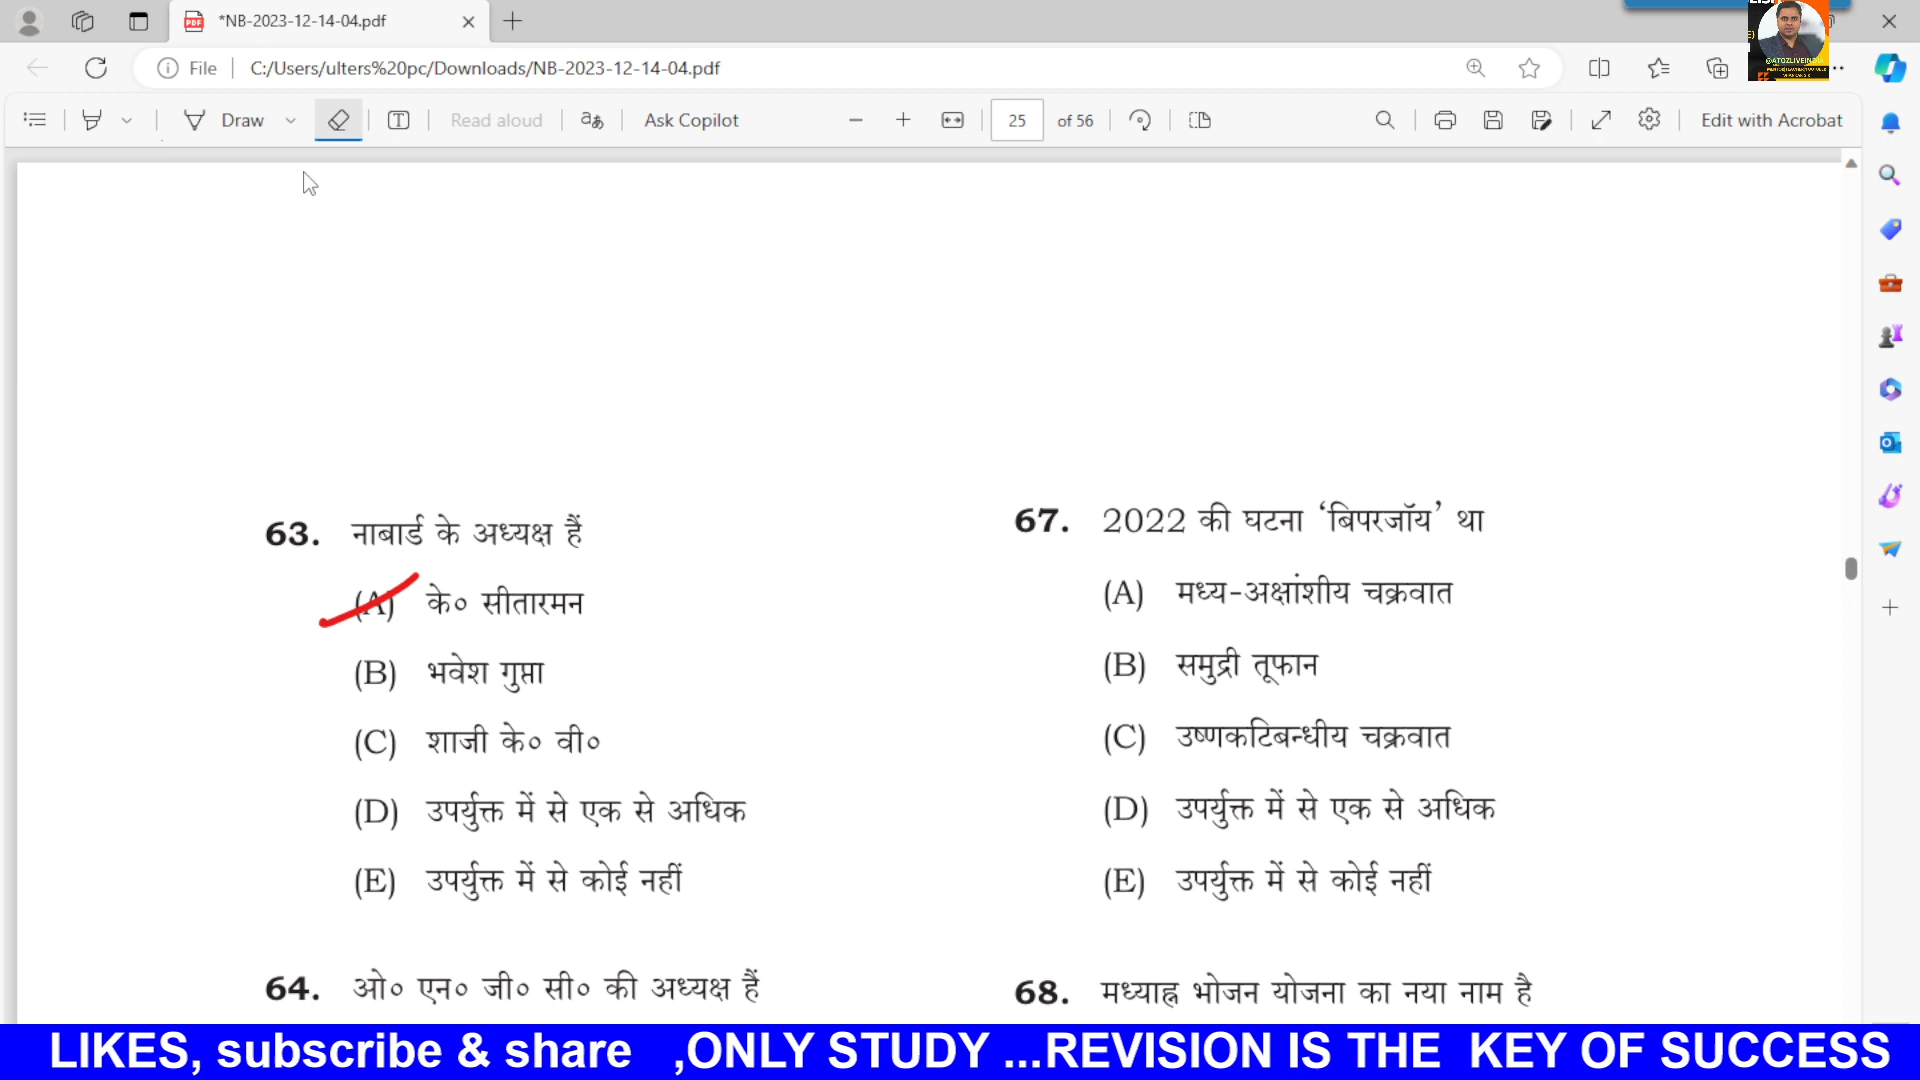 *NB-2023-12-14-04.pdf
File
C:/Users/ulters%20pc/Downloads/NB-2023-12-14-04.pdf
@ATOZLIVEINDIA
Draw
Read aloud
Ask Copilot
25 of 56
Edit with Acrobat
63. नाबार्ड के अध्यक्ष हैं
(A) के० सीतारमन
(B) भवेश गुप्ता
(C) शाजी के० वी०
(D) उपर्युक्त में से एक से अधिक
(E) उपर्युक्त में से कोई नहीं
64. ओ० एन० जी० सी० की अध्यक्ष हैं
67. 2022 की घटना ‘बिपरजॉय’ था
(A) मध्य-अक्षांशीय चक्रवात
(B) समुद्री तूफान
(C) उष्णकटिबन्धीय चक्रवात
(D) उपर्युक्त में से एक से अधिक
(E) उपर्युक्त में से कोई नहीं
68. मध्याह्न भोजन योजना का नया नाम है
LIKES, subscribe & share ,ONLY STUDY ...REVISION IS THE KEY OF SUCCESS